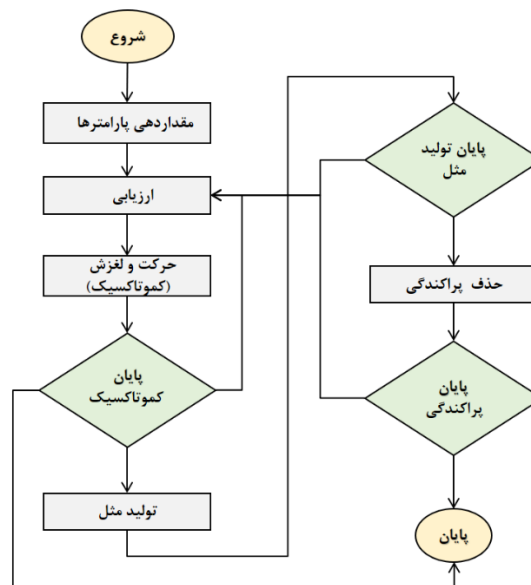 شروع
مقداردهی پارامترها
ارزیابی
حرکت و لغزش
(کموتاکسیک)
پایان
کموتاکسیک
تولید مثل
پایان تولید
مثل
حذف پراکندگی
پایان
پراکندگی
پایان